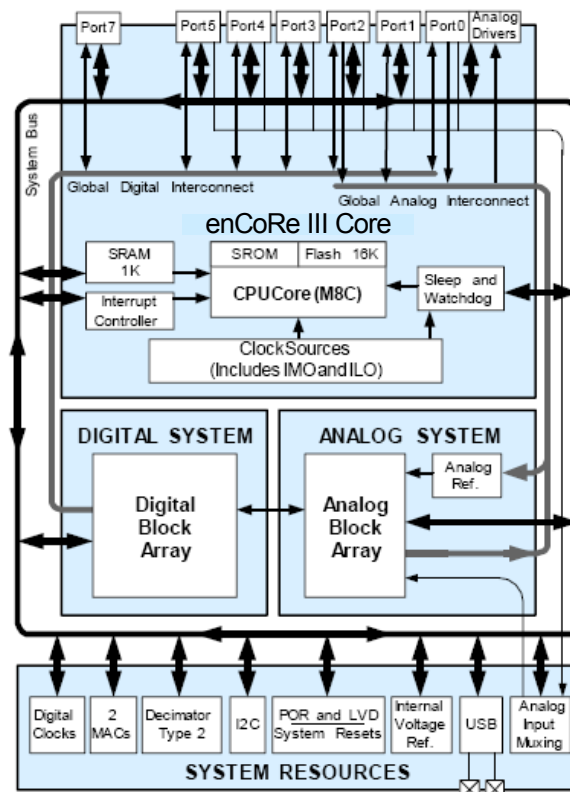 Port7 Port5 Port4 Port3 Port2 Port1 Port0 Analog
Drivers
System Bus
Global Digital Interconnect
Global Analog Interconnect
enCoRe III Core
SRAM
1K
SROM Flash 16K
CPUCore (M8C)
Sleep and
Watchdog
Interrupt
Controller
ClockSources
(Includes IMO and ILO)
DIGITAL SYSTEM
Digital
Block
Array
ANALOG SYSTEM
Analog
Block
Array
Analog
Ref.
Digital
Clocks
2
MACs
Decimator
Type 2
I2C
POR and LVD
System Resets
Internal
Voltage
Ref.
USB
Analog
Input
Muxing
SYSTEM RESOURCES